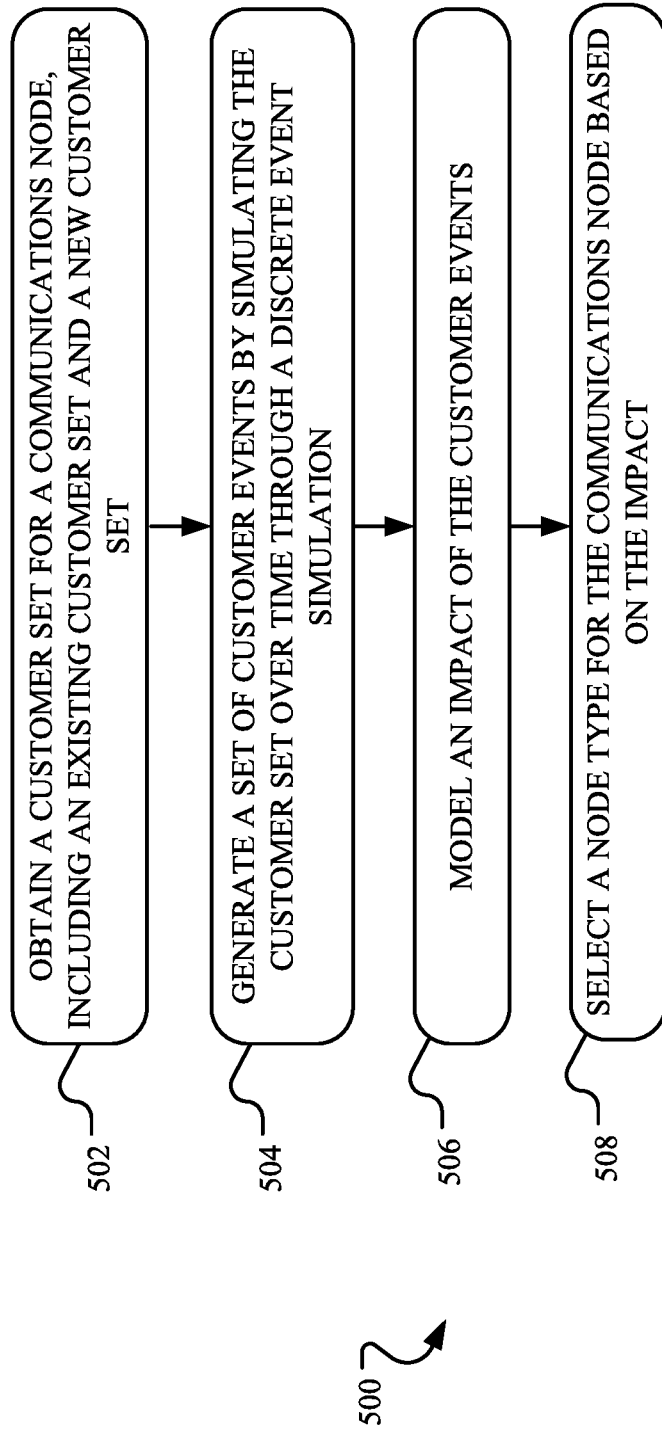 500
502
OBTAIN A CUSTOMER SET FOR A COMMUNICATIONS NODE,
INCLUDING AN EXISTING CUSTOMER SET AND A NEW CUSTOMER
SET
504
GENERATE A SET OF CUSTOMER EVENTS BY SIMULATING THE
CUSTOMER SET OVER TIME THROUGH A DISCRETE EVENT
SIMULATION
506
MODEL AN IMPACT OF THE CUSTOMER EVENTS
508
SELECT A NODE TYPE FOR THE COMMUNICATIONS NODE BASED
ON THE IMPACT